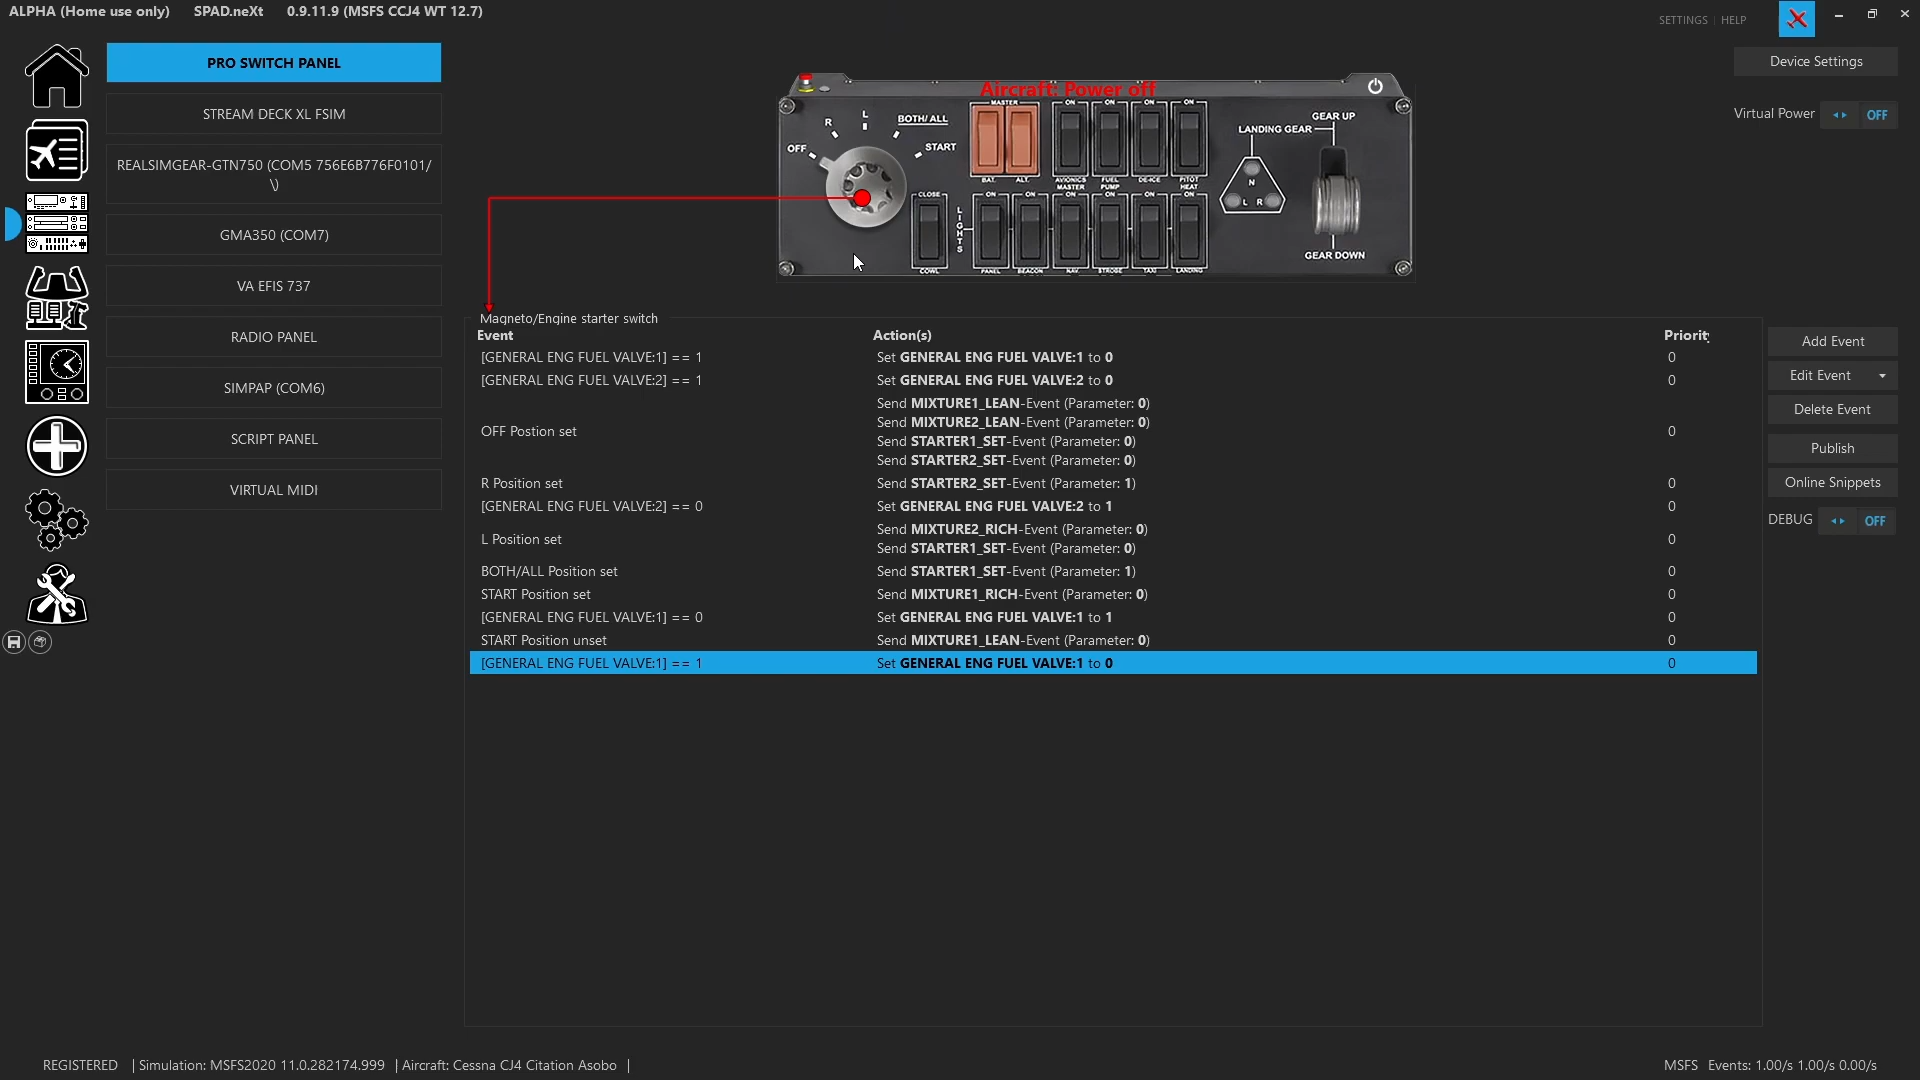 ALPHA (Home use only) SPAD.neXt 0.9.11.9 (MSFS CCJ4 WT 12.7)
SETTINGS | HELP
PRO SWITCH PANEL
STREAM DECK XL FSIM
REALSIMGEAR-GTN750 (COM5 756E6B776F0101/
\)
GMA350 (COM7)
VA EFIS 737
RADIO PANEL
SIMPAP (COM6)
SCRIPT PANEL
VIRTUAL MIDI
Device Settings
Virtual Power OFF
Aircraft: Power off
MASTER ON ON ON ON
OFF R L BOTH/ALL START
BAT. ALT. AVIONICS MASTER FUEL PUMP DE-ICE PITOT HEAT
CLOSE ON ON ON ON ON ON
LIGHTS
COWL PANEL BEACON NAV. STROBE TAXI LANDING
GEAR UP
LANDING GEAR
N
L R
GEAR DOWN
Magneto/Engine starter switch
Event Action(s) Priority
[GENERAL ENG FUEL VALVE:1] == 1 Set GENERAL ENG FUEL VALVE:1 to 0 0
[GENERAL ENG FUEL VALVE:2] == 1 Set GENERAL ENG FUEL VALVE:2 to 0 0
Send MIXTURE1_LEAN-Event (Parameter: 0)
Send MIXTURE2_LEAN-Event (Parameter: 0)
OFF Postion set 0
Send STARTER1_SET-Event (Parameter: 0)
Send STARTER2_SET-Event (Parameter: 0)
R Position set Send STARTER2_SET-Event (Parameter: 1) 0
[GENERAL ENG FUEL VALVE:2] == 0 Set GENERAL ENG FUEL VALVE:2 to 1 0
Send MIXTURE2_RICH-Event (Parameter: 0)
L Position set 0
Send STARTER1_SET-Event (Parameter: 0)
BOTH/ALL Position set Send STARTER1_SET-Event (Parameter: 1) 0
START Position set Send MIXTURE1_RICH-Event (Parameter: 0) 0
[GENERAL ENG FUEL VALVE:1] == 0 Set GENERAL ENG FUEL VALVE:1 to 1 0
START Position unset Send MIXTURE1_LEAN-Event (Parameter: 0) 0
[GENERAL ENG FUEL VALVE:1] == 1 Set GENERAL ENG FUEL VALVE:1 to 0 0
Add Event
Edit Event
Delete Event
Publish
Online Snippets
DEBUG OFF
REGISTERED | Simulation: MSFS2020 11.0.282174.999 | Aircraft: Cessna CJ4 Citation Asobo |
MSFS Events: 1.00/s 1.00/s 0.00/s